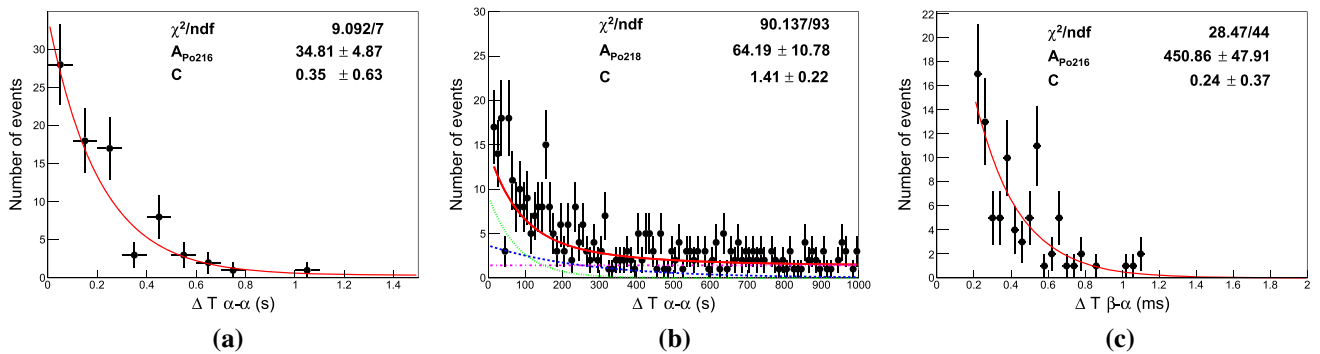 χ²/ndf 9.092/7
A_Po216 34.81 ± 4.87
C 0.35 ± 0.63
Number of events
35
30
25
20
15
10
5
0
0 0.2 0.4 0.6 0.8 1 1.2 1.4
Δ T α-α (s)
(a)
χ²/ndf 90.137/93
A_Po218 64.19 ± 10.78
C 1.41 ± 0.22
Number of events
30
25
20
15
10
5
0
0 100 200 300 400 500 600 700 800 900 1000
Δ T α-α (s)
(b)
χ²/ndf 28.47/44
A_Po216 450.86 ± 47.91
C 0.24 ± 0.37
Number of events
22
20
18
16
14
12
10
8
6
4
2
0
0 0.2 0.4 0.6 0.8 1 1.2 1.4 1.6 1.8 2
Δ T β-α (ms)
(c)